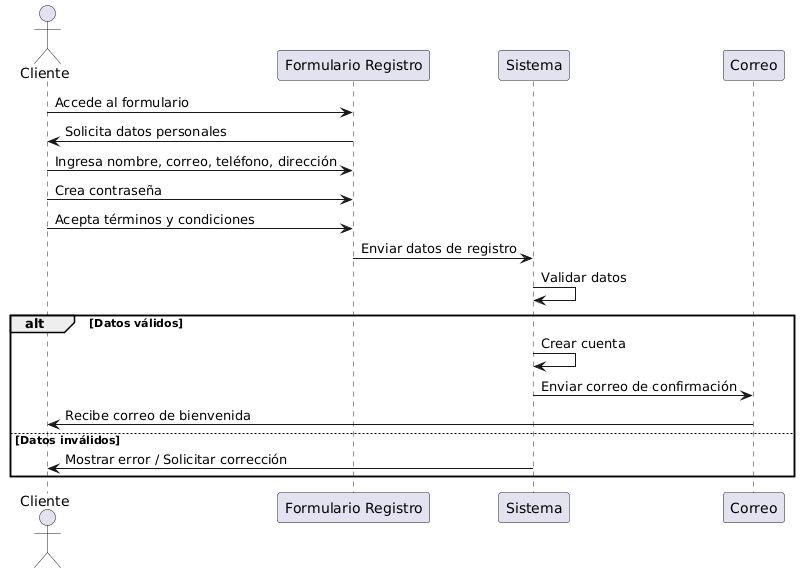 Cliente
Formulario Registro
Sistema
Correo
Accede al formulario
Solicita datos personales
Ingresa nombre, correo, teléfono, dirección
Crea contraseña
Acepta términos y condiciones
Enviar datos de registro
Validar datos
alt
[Datos válidos]
Crear cuenta
Enviar correo de confirmación
Recibe correo de bienvenida
[Datos inválidos]
Mostrar error / Solicitar corrección
Cliente
Formulario Registro
Sistema
Correo